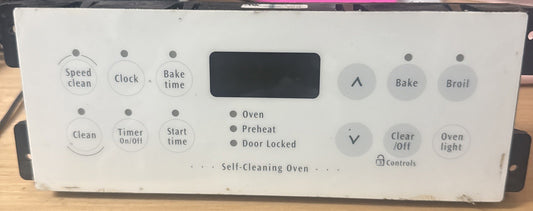 Speed
clean
Clock
Bake
time
Bake
Broil
Oven
Preheat
Door Locked
Clean
Timer
On/Off
Start
time
Clear
/Off
Oven
light
Controls
· · · Self-Cleaning Oven · · ·